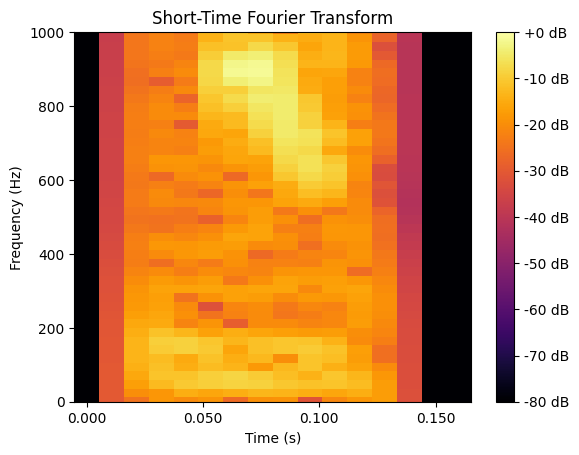 Short-Time Fourier Transform
1000
800
600
400
200
0
Frequency (Hz)
0.000
0.050
0.100
0.150
Time (s)
+0 dB
-10 dB
-20 dB
-30 dB
-40 dB
-50 dB
-60 dB
-70 dB
-80 dB